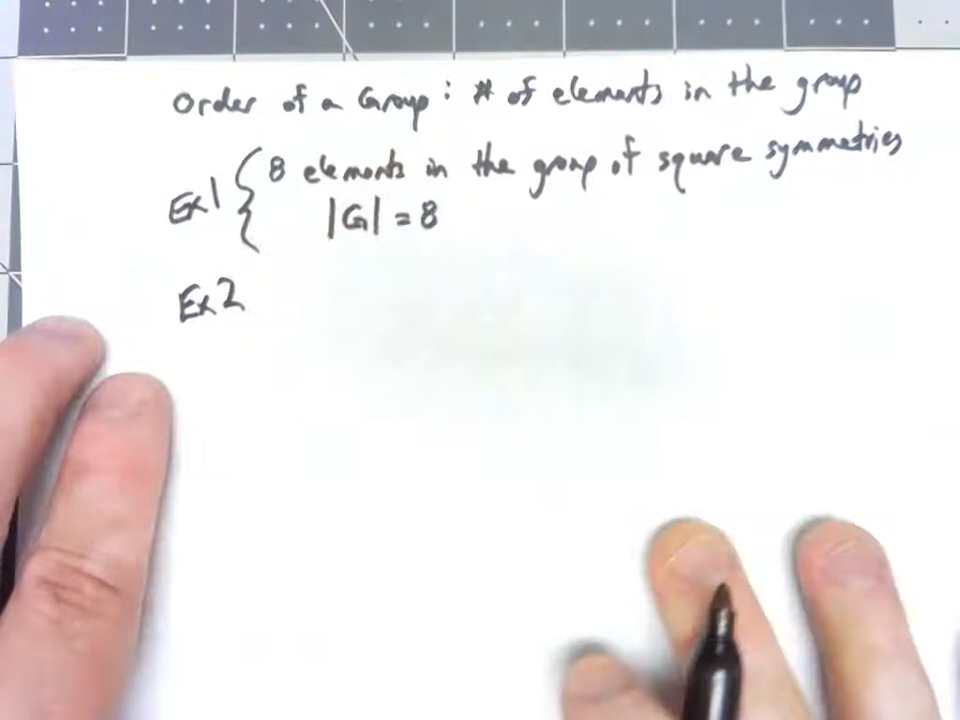 Order of a Group: # of elements in the group
Ex1 { 8 elements in the group of square symmetries
|G| = 8
Ex2